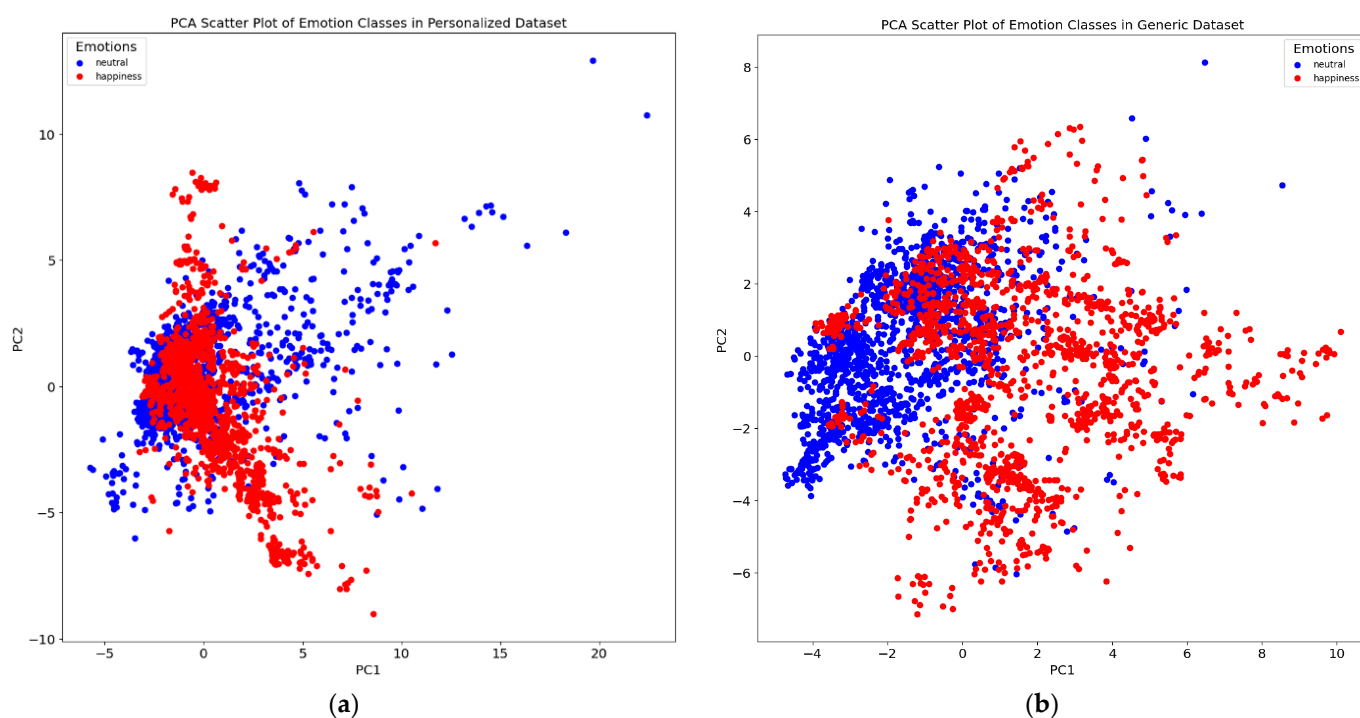 PCA Scatter Plot of Emotion Classes in Personalized Dataset
Emotions
neutral
happiness
10
5
0
−5
−10
PC2
−5 0 5 10 15 20
PC1
(a)
PCA Scatter Plot of Emotion Classes in Generic Dataset
Emotions
neutral
happiness
8
6
4
2
0
−2
−4
−6
PC2
−4 −2 0 2 4 6 8 10
PC1
(b)